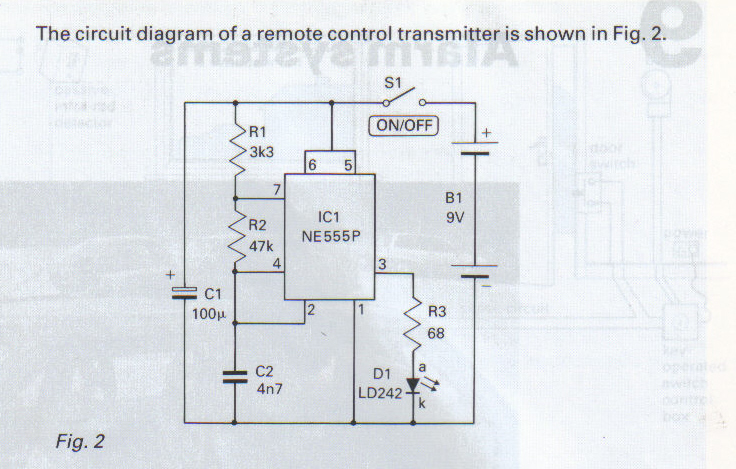 The circuit diagram of a remote control transmitter is shown in Fig. 2.
S1
ON/OFF
+
R1
3k3
6
5
7
IC1
NE555P
B1
9V
R2
47k
4
3
+
C1
100µ
2
1
−
R3
68
C2
4n7
D1
LD242
a
k
Fig. 2